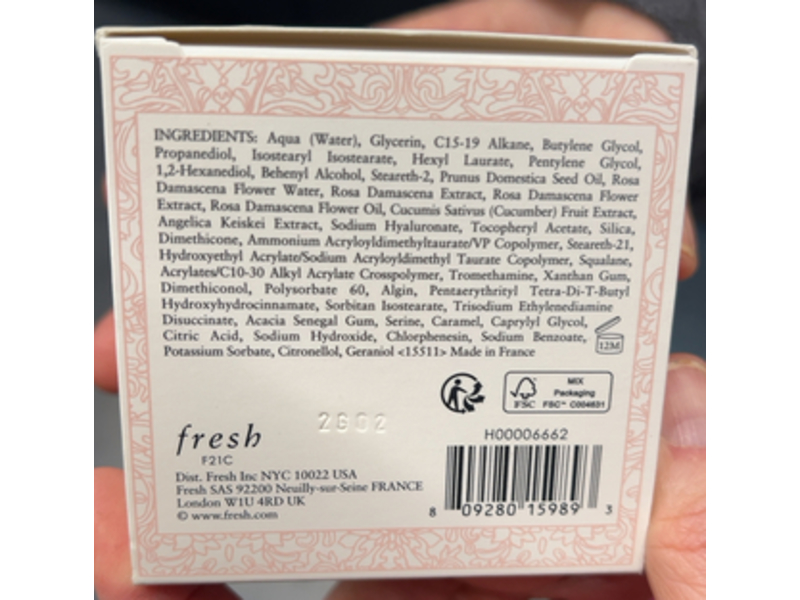 INGREDIENTS: Aqua (Water), Glycerin, C15-19 Alkane, Butylene Glycol,
Propanediol, Isostearyl Isostearate, Hexyl Laurate, Pentylene Glycol,
1,2-Hexanediol, Behenyl Alcohol, Steareth-2, Prunus Domestica Seed Oil, Rosa
Damascena Flower Water, Rosa Damascena Extract, Rosa Damascena Flower
Extract, Rosa Damascena Flower Oil, Cucumis Sativus (Cucumber) Fruit Extract,
Angelica Keiskei Extract, Sodium Hyaluronate, Tocopheryl Acetate, Silica,
Dimethicone, Ammonium Acryloyldimethyltaurate/VP Copolymer, Steareth-21,
Hydroxyethyl Acrylate/Sodium Acryloyldimethyl Taurate Copolymer, Squalane,
Acrylates/C10-30 Alkyl Acrylate Crosspolymer, Tromethamine, Xanthan Gum,
Dimethiconol, Polysorbate 60, Algin, Pentaerythrityl Tetra-Di-T-Butyl
Hydroxyhydrocinnamate, Sorbitan Isostearate, Trisodium Ethylenediamine
Disuccinate, Acacia Senegal Gum, Serine, Caramel, Caprylyl Glycol,
Citric Acid, Sodium Hydroxide, Chlorphenesin, Sodium Benzoate,
Potassium Sorbate, Citronellol, Geraniol <15511> Made in France
12M
MIX
Packaging
FSC FSC™ C004831
2G02
H00006662
fresh
F21C
Dist. Fresh Inc NYC 10022 USA
Fresh SAS 92200 Neuilly-sur-Seine FRANCE
London W1U 4RD UK
© www.fresh.com
8 09280 15989 3